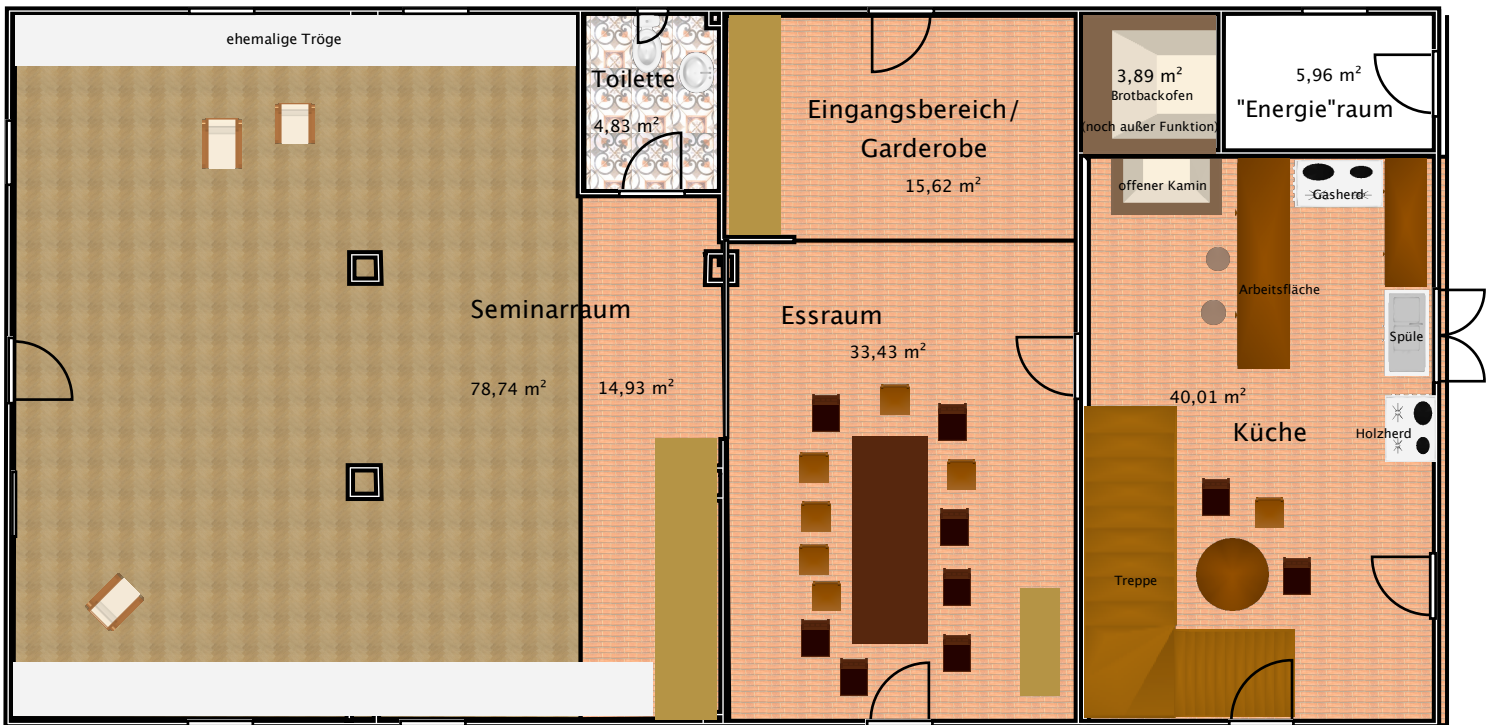 ehemalige Tröge
Toilette
4,83 m²
Eingangsbereich/
Garderobe
15,62 m²
3,89 m²
Brotbackofen
(noch außer Funktion)
5,96 m²
"Energie"raum
offener Kamin
Gasherd
Arbeitsfläche
Spüle
Seminarraum
78,74 m²
14,93 m²
Essraum
33,43 m²
40,01 m²
Küche
Holzherd
Treppe